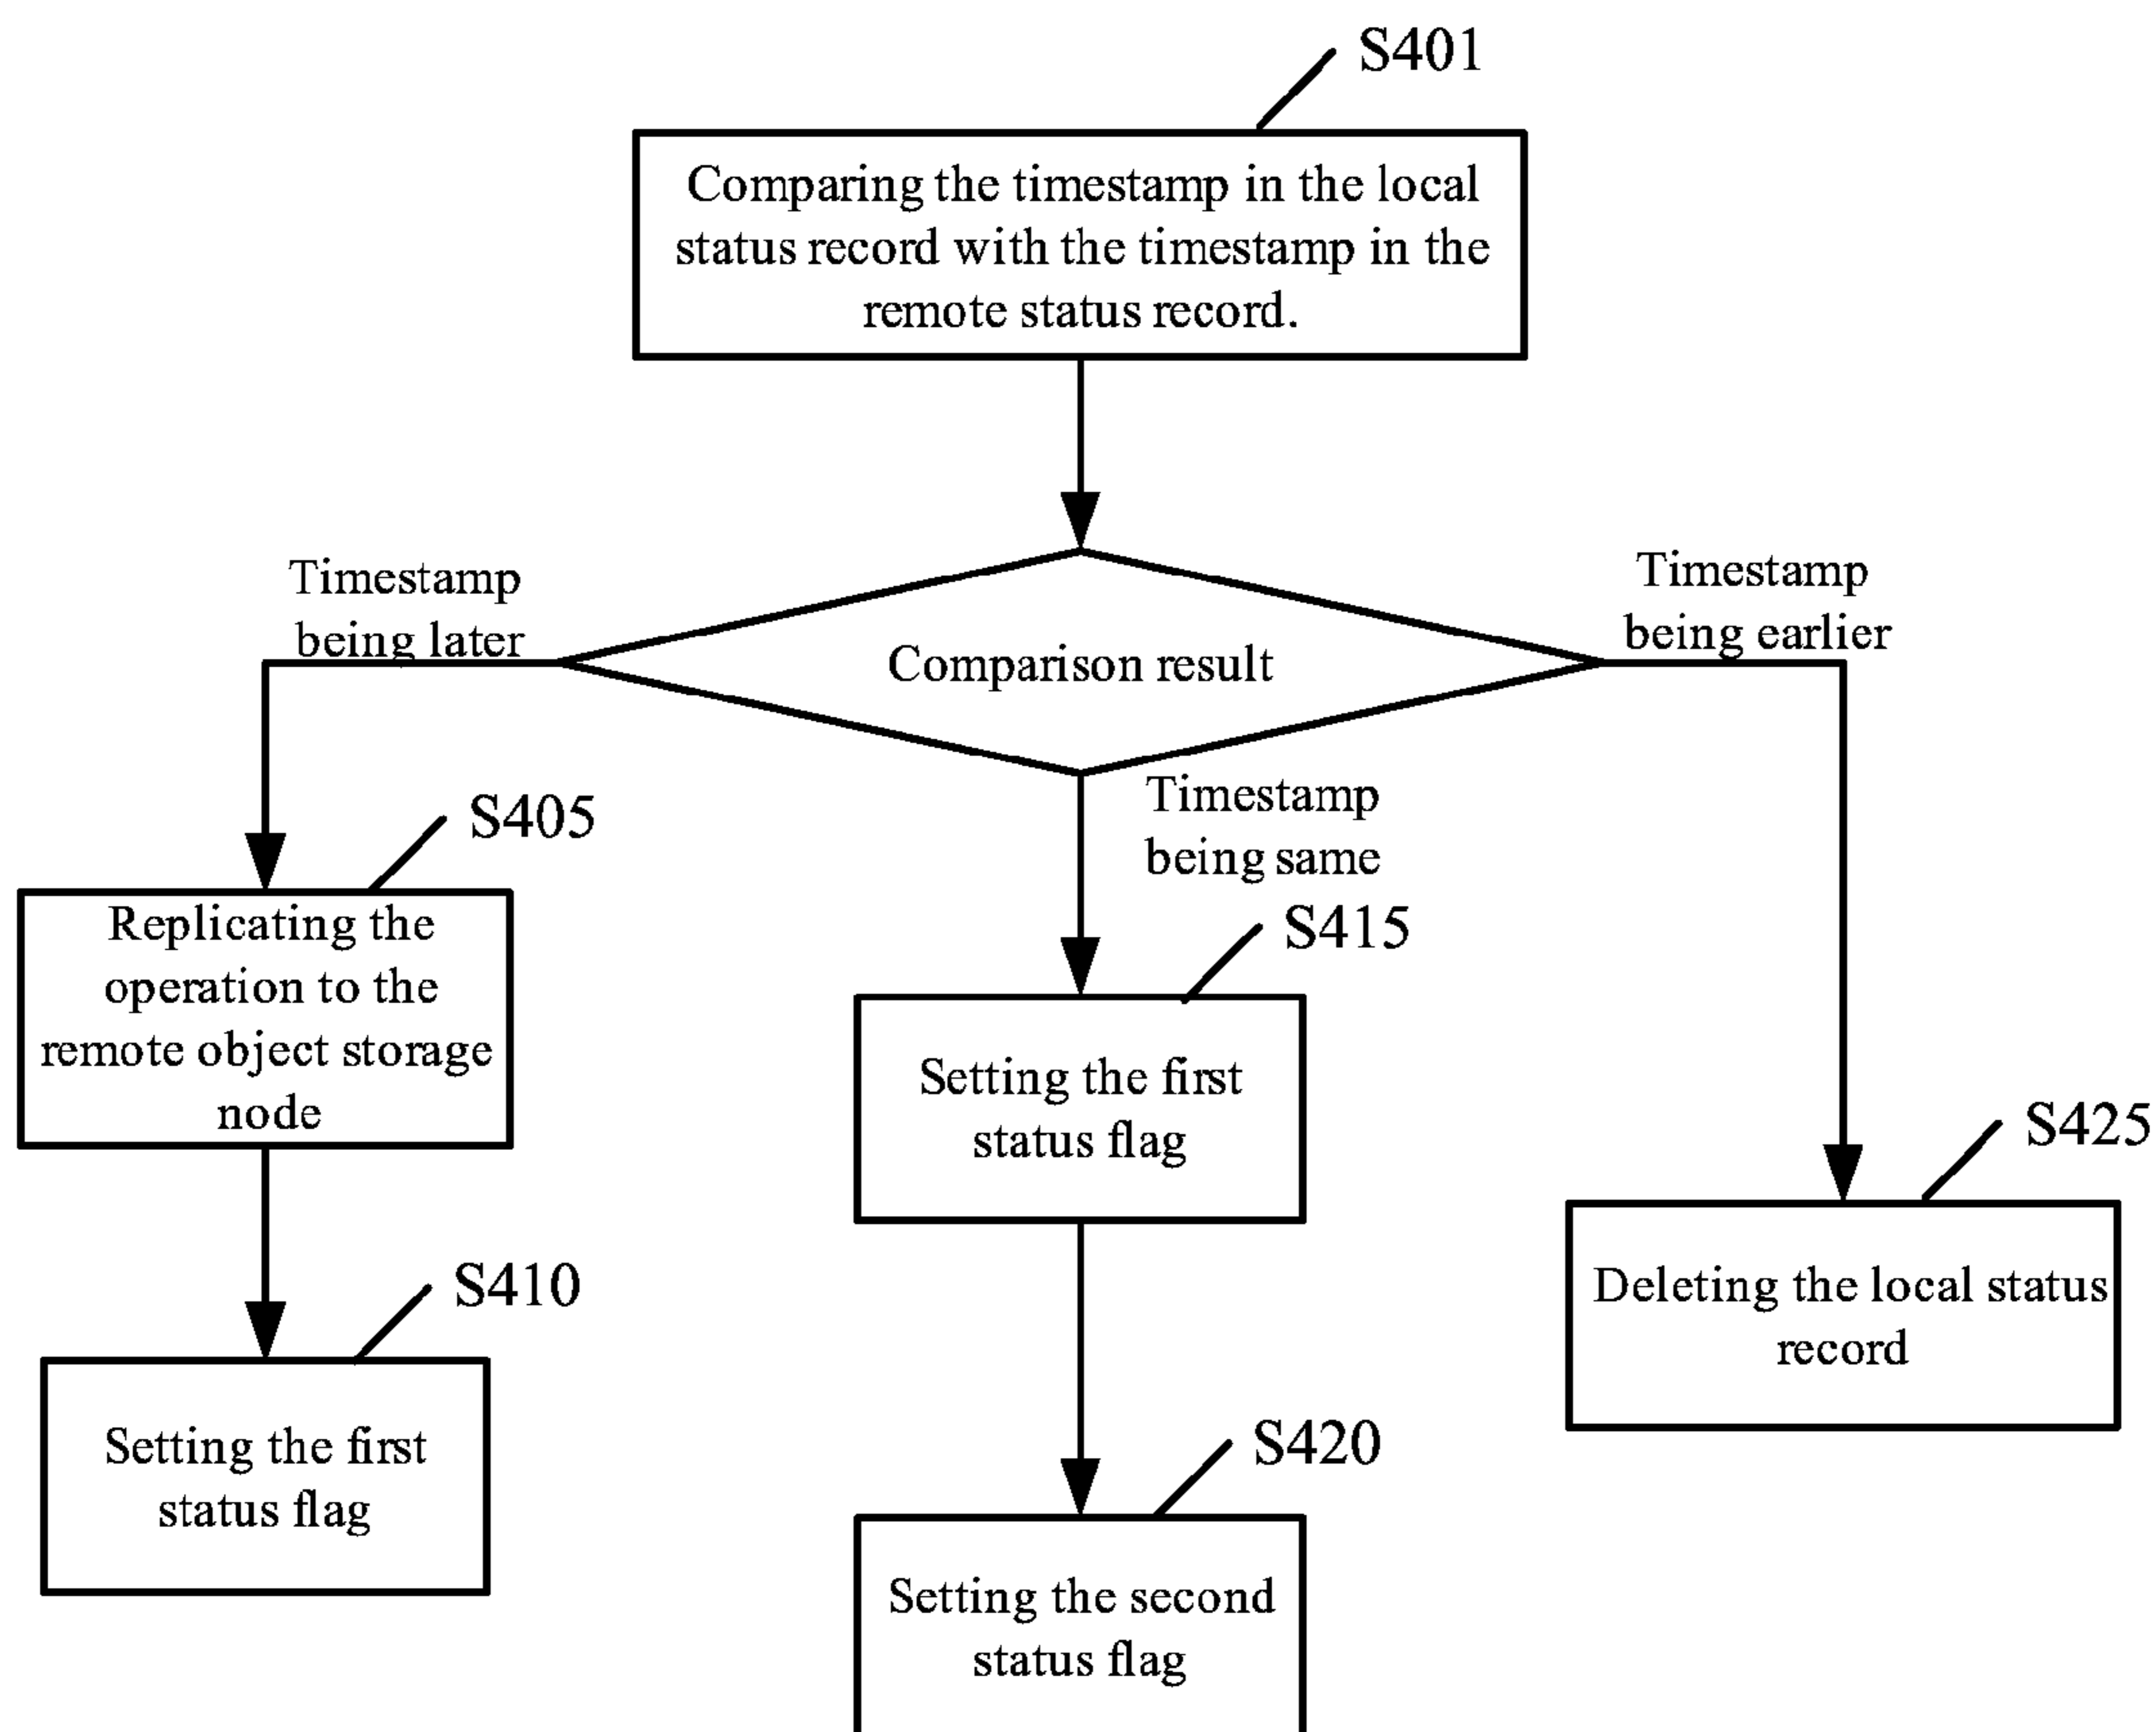 S401
Comparing the timestamp in the local
status record with the timestamp in the
remote status record.
Timestamp
being later
Comparison result
Timestamp
being earlier
Timestamp
being same
S405
Replicating the
operation to the
remote object storage
node
S415
Setting the first
status flag
S425
Deleting the local status
record
S410
Setting the first
status flag
S420
Setting the second
status flag